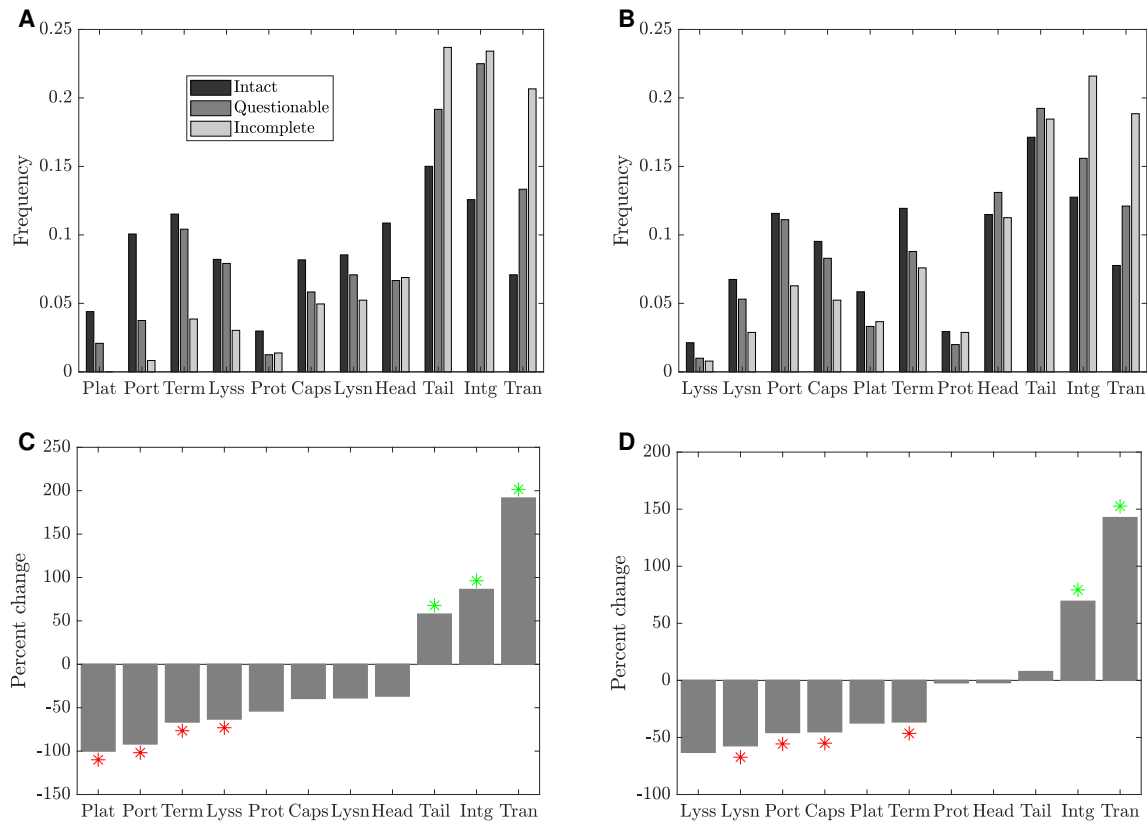 A
Frequency
0.25
0.2
0.15
0.1
0.05
0
Intact
Questionable
Incomplete
Plat Port Term Lyss Prot Caps Lysn Head Tail Intg Tran
B
Frequency
0.25
0.2
0.15
0.1
0.05
0
Lyss Lysn Port Caps Plat Term Prot Head Tail Intg Tran
C
Percent change
250
200
150
100
50
0
-50
-100
-150
Plat Port Term Lyss Prot Caps Lysn Head Tail Intg Tran
D
Percent change
200
150
100
50
0
-50
-100
Lyss Lysn Port Caps Plat Term Prot Head Tail Intg Tran